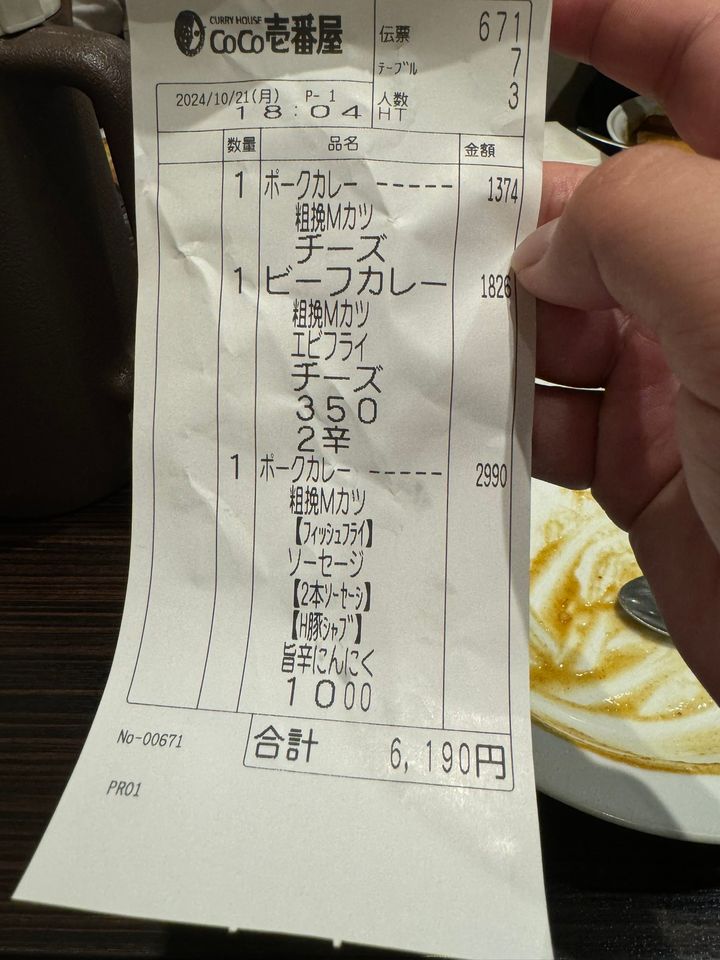 CURRY HOUSE
CoCo壱番屋
伝票 671
テーブル 7
人数 3
HT
2024/10/21(月) P- 1
18:04
数量 品名 金額
1 ポークカレー ----- 1374
粗挽Mカツ
チーズ
1 ビーフカレー 1826
粗挽Mカツ
エビフライ
チーズ
350
2辛
1 ポークカレー ----- 2990
粗挽Mカツ
【フィッシュフライ】
ソーセージ
【2本ソーセージ】
【H豚シャブ】
旨辛にんにく
1000
合計 6,190円
No-00671
PR01